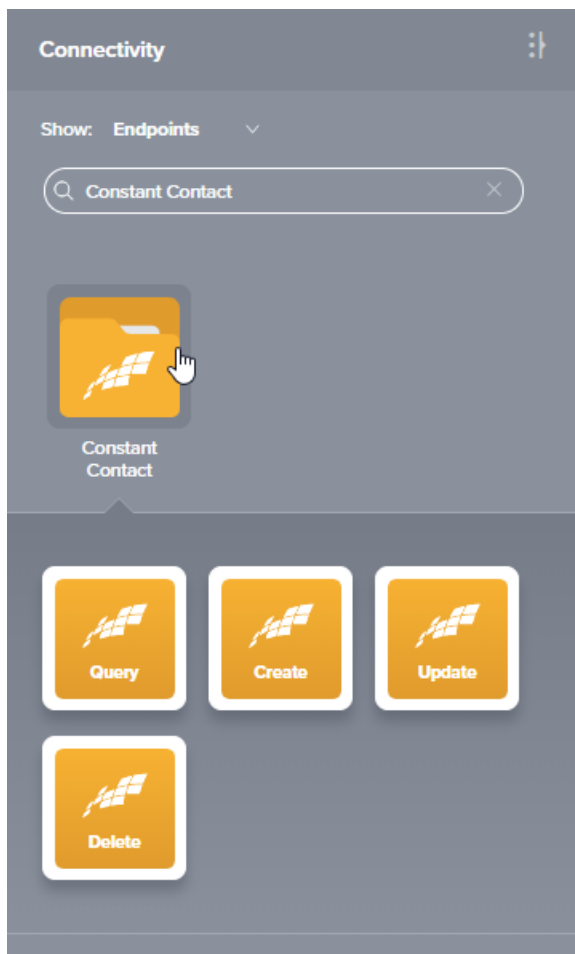 Connectivity
Show: Endpoints
Constant Contact
Constant
Contact
Query Create Update
Delete